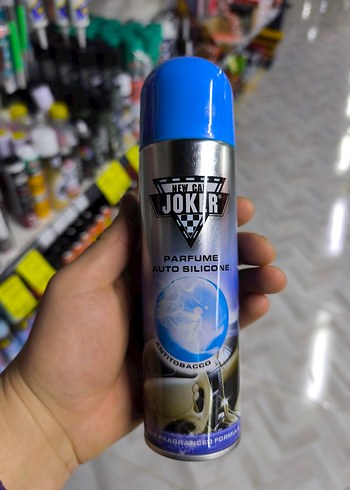 NEW CAR
JOKER®
PARFUME
AUTO SILICONE
ANTITOBACCO
FRAGRANCED FORMULA